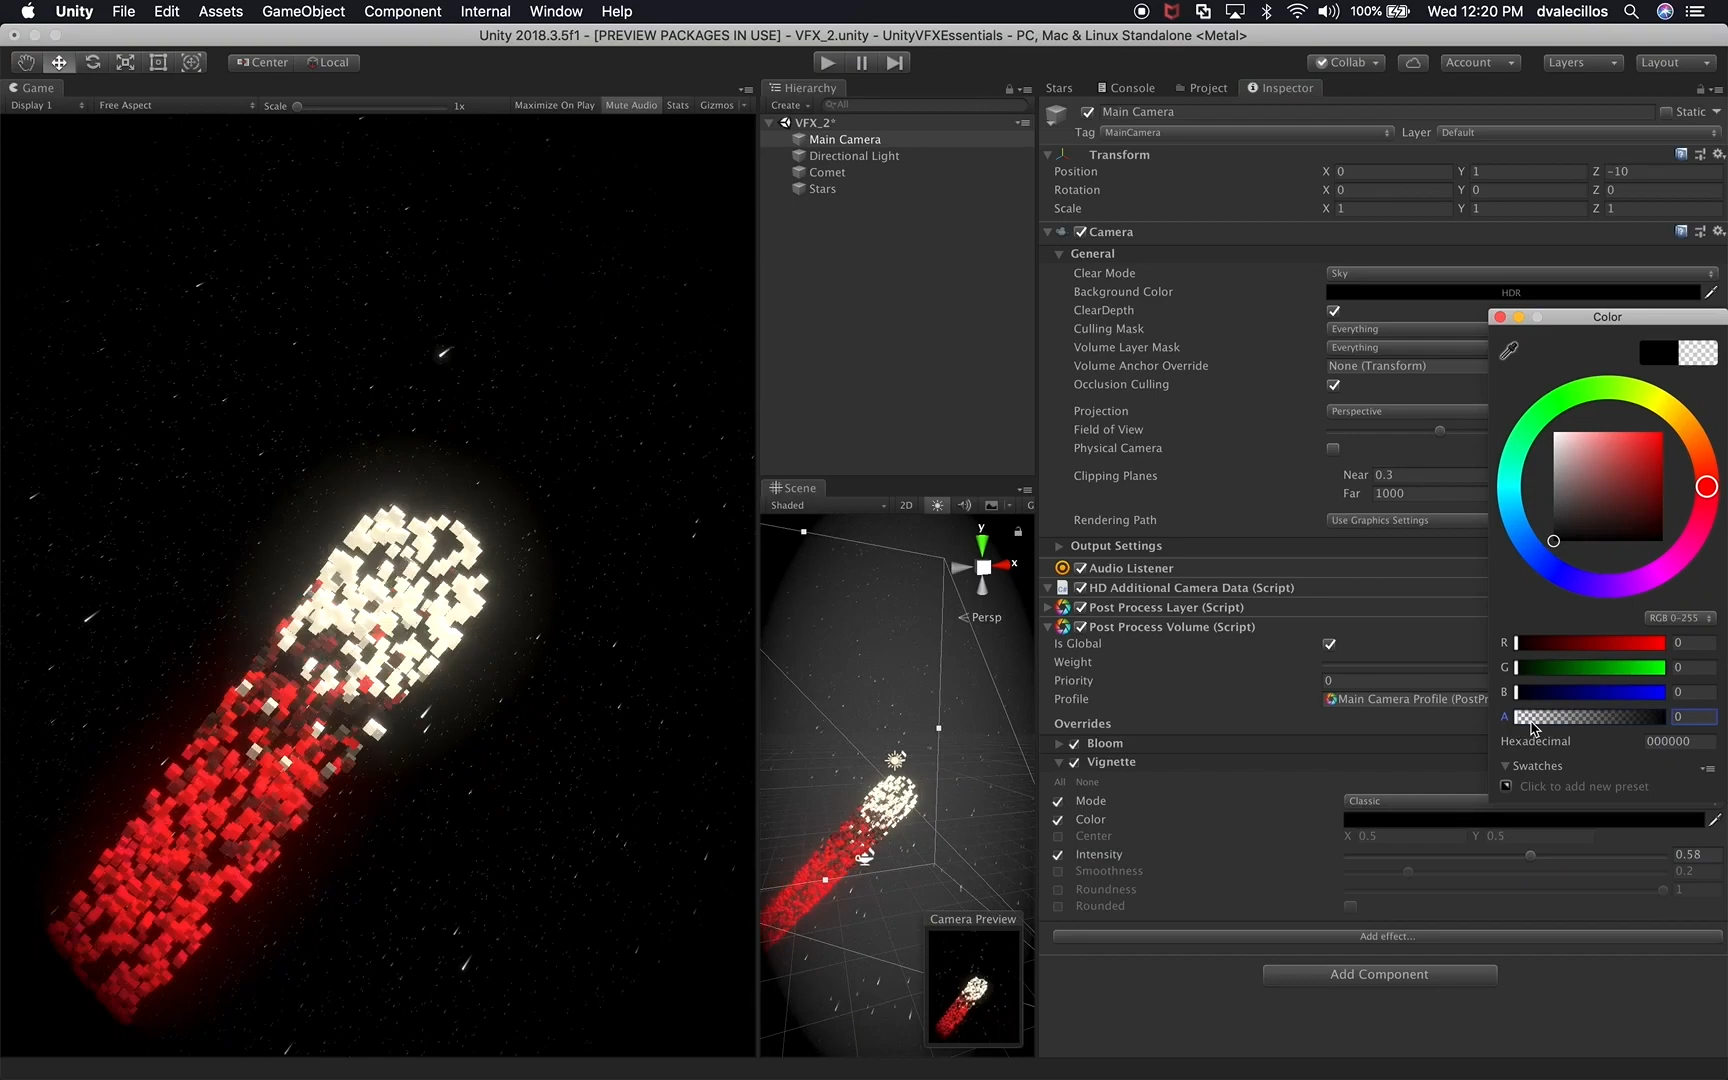 Unity File Edit Assets GameObject Component Internal Window Help 100% Wed 12:20 PM dvalecillos
Unity 2018.3.5f1 - [PREVIEW PACKAGES IN USE] - VFX_2.unity - UnityVFXEssentials - PC, Mac & Linux Standalone <Metal>
Center Local Collab Account Layers Layout
Game
Display 1 Free Aspect Scale 1x Maximize On Play Mute Audio Stats Gizmos
Hierarchy
Create All
VFX_2*
Main Camera
Directional Light
Comet
Stars
Scene
Shaded 2D G
y
x
Persp
Camera Preview
Stars Console Project Inspector
Main Camera Static
Tag MainCamera Layer Default
Transform
Position X 0 Y 1 Z -10
Rotation X 0 Y 0 Z 0
Scale X 1 Y 1 Z 1
Camera
General
Clear Mode Sky
Background Color HDR
ClearDepth
Culling Mask Everything
Volume Layer Mask Everything
Volume Anchor Override None (Transform)
Occlusion Culling
Projection Perspective
Field of View
Physical Camera
Clipping Planes Near 0.3
Far 1000
Rendering Path Use Graphics Settings
Output Settings
Audio Listener
HD Additional Camera Data (Script)
Post Process Layer (Script)
Post Process Volume (Script)
Is Global
Weight
Priority 0
Profile Main Camera Profile (PostPr
Overrides
Bloom
Vignette
All None
Mode Classic
Color
Center X 0.5 Y 0.5
Intensity 0.58
Smoothness 0.2
Roundness 1
Rounded
Add effect...
Add Component
Color
RGB 0-255
R 0
G 0
B 0
A 0
Hexadecimal 000000
Swatches
Click to add new preset